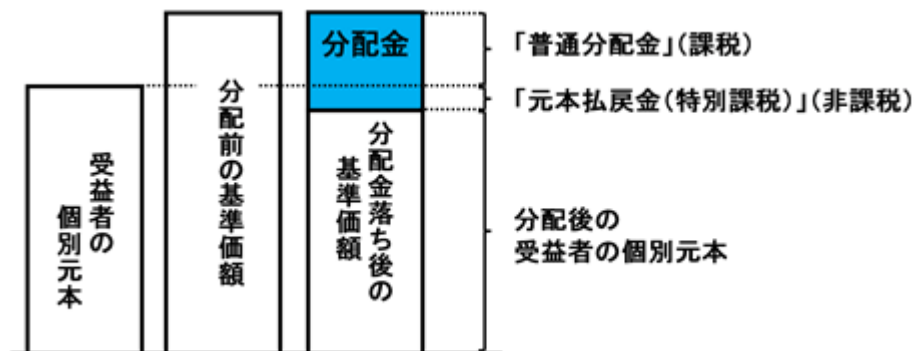 受益者の
個別元本
分配前の基準価額
分配金
分配金落ち後の
基準価額
「普通分配金」(課税)
「元本払戻金(特別課税)」(非課税)
分配後の
受益者の個別元本